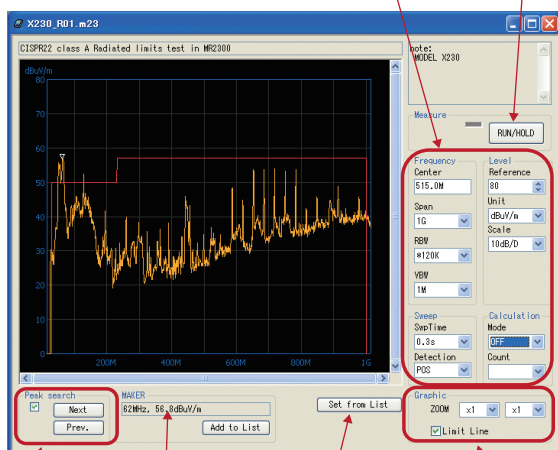 X230_R01.m23
CISPR22 class A Radiated limits test in MR2300
note:
MODEL X230
dBuV/m
80
70
60
50
40
30
20
10
0
200M 400M 600M 800M 1G
Measure
RUN/HOLD
Frequency
Center
515.0M
Span
1G
RBW
*120K
VBW
1M
Level
Reference
80
Unit
dBuV/m
Scale
10dB/D
Sweep
SwpTime
0.3s
Detection
POS
Calculation
Mode
OFF
Count
Peak search
Next
Prev.
MAKER
62MHz, 56.8dBuV/m
Add to List
Set from List
Graphic
ZOOM x1 x1
Limit Line